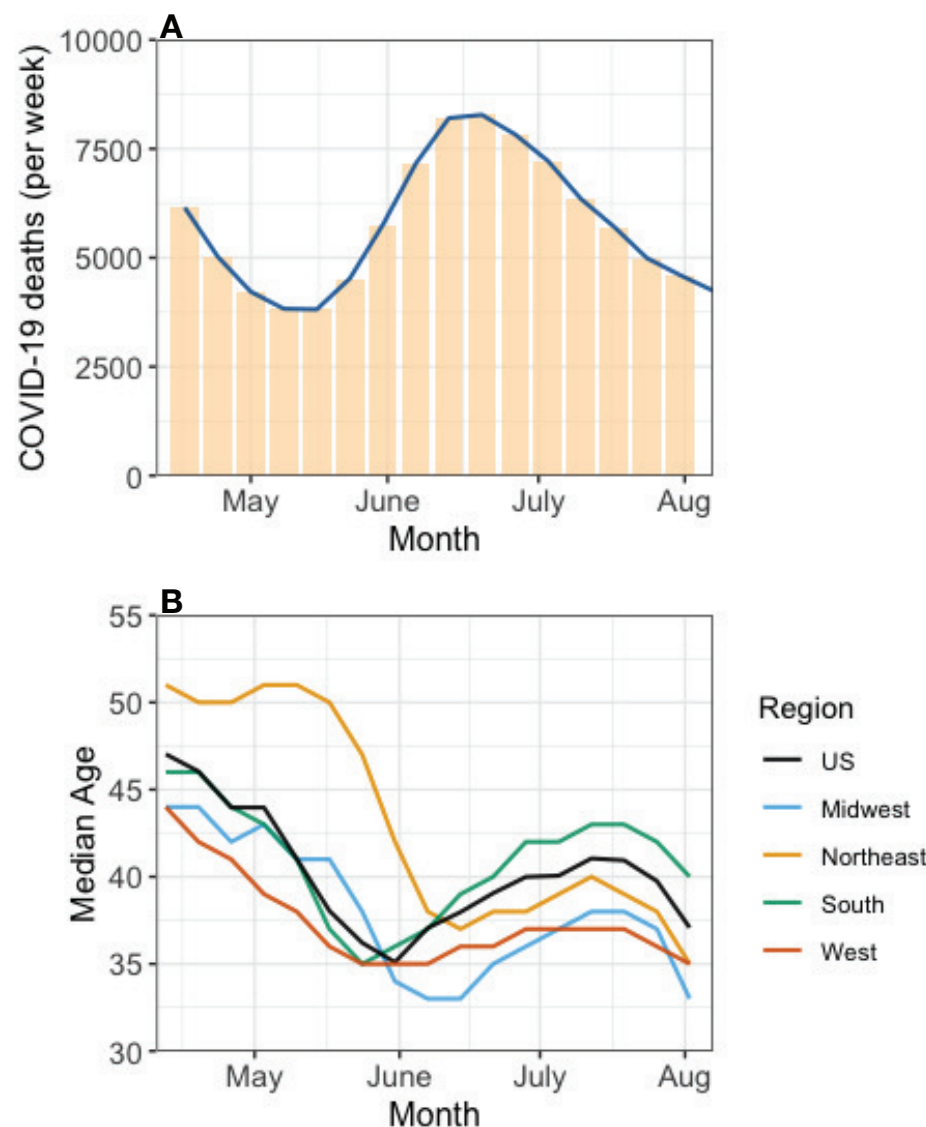 A
COVID-19 deaths (per week)
10000
7500
5000
2500
0
May June July Aug
Month
B
Median Age
55
50
45
40
35
30
May June July Aug
Month
Region
US
Midwest
Northeast
South
West